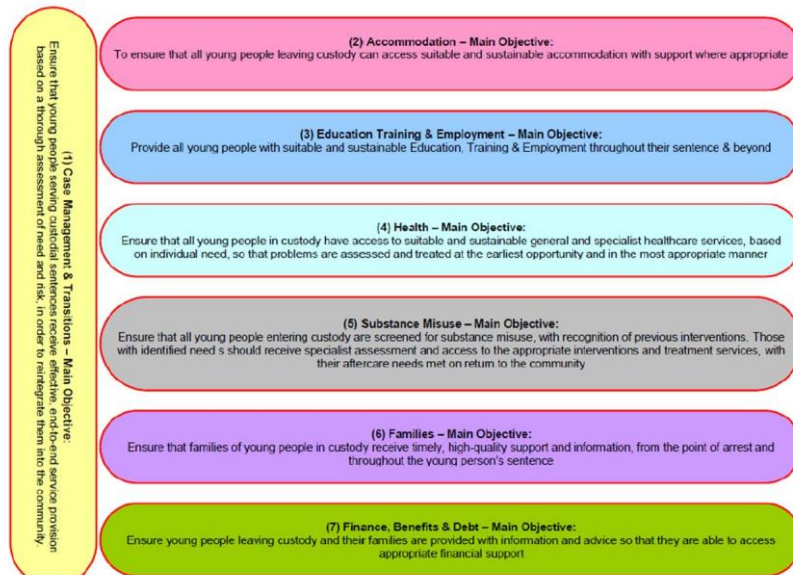 (1) Case Management & Transitions – Main Objective:
Ensure that young people serving custodial sentences receive effective, end-to-end service provision
based on a thorough assessment of need and risk, in order to reintegrate them into the community.
(2) Accommodation – Main Objective:
To ensure that all young people leaving custody can access suitable and sustainable accommodation with support where appropriate
(3) Education Training & Employment – Main Objective:
Provide all young people with suitable and sustainable Education, Training & Employment throughout their sentence & beyond
(4) Health – Main Objective:
Ensure that all young people in custody have access to suitable and sustainable general and specialist healthcare services, based
on individual need, so that problems are assessed and treated at the earliest opportunity and in the most appropriate manner
(5) Substance Misuse – Main Objective:
Ensure that all young people entering custody are screened for substance misuse, with recognition of previous interventions. Those
with identified need s should receive specialist assessment and access to the appropriate interventions and treatment services, with
their aftercare needs met on return to the community
(6) Families – Main Objective:
Ensure that families of young people in custody receive timely, high-quality support and information, from the point of arrest and
throughout the young person's sentence
(7) Finance, Benefits & Debt – Main Objective:
Ensure young people leaving custody and their families are provided with information and advice so that they are able to access
appropriate financial support